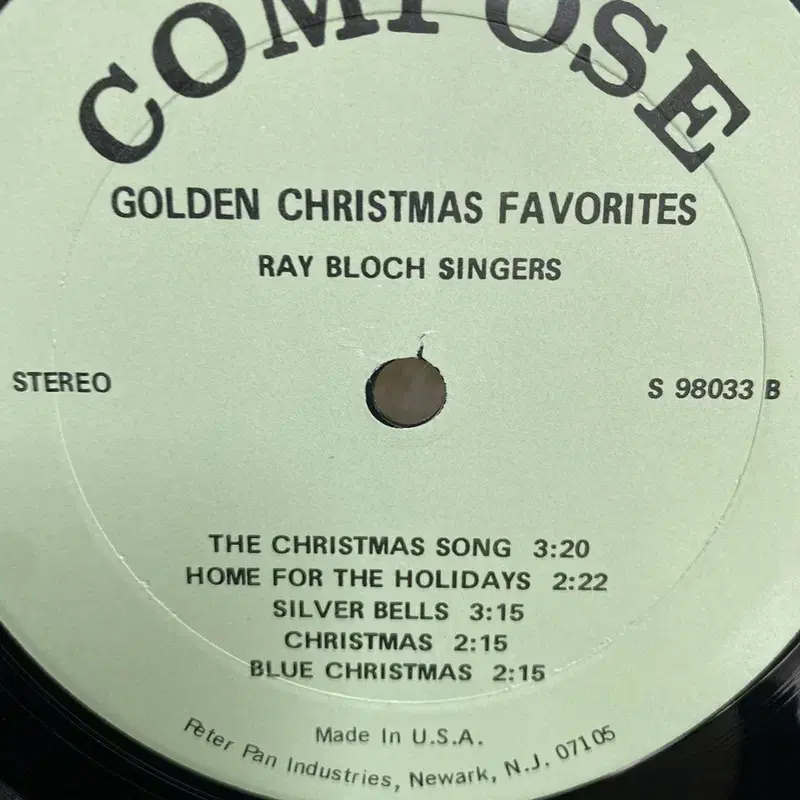 COMPOSE
GOLDEN CHRISTMAS FAVORITES
RAY BLOCH SINGERS
STEREO
S 98033 B
THE CHRISTMAS SONG 3:20
HOME FOR THE HOLIDAYS 2:22
SILVER BELLS 3:15
CHRISTMAS 2:15
BLUE CHRISTMAS 2:15
Made In U.S.A.
Peter Pan Industries, Newark, N.J. 07105